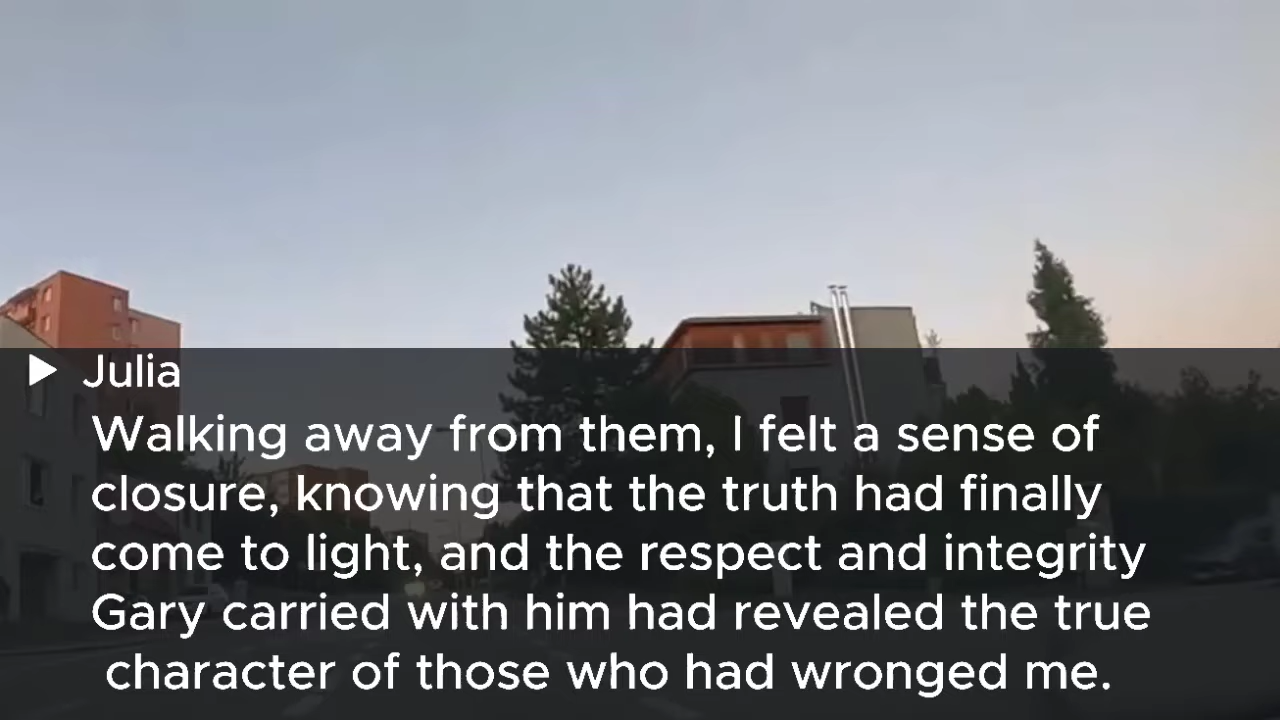 Julia
Walking away from them, I felt a sense of
closure, knowing that the truth had finally
come to light, and the respect and integrity
Gary carried with him had revealed the true
character of those who had wronged me.